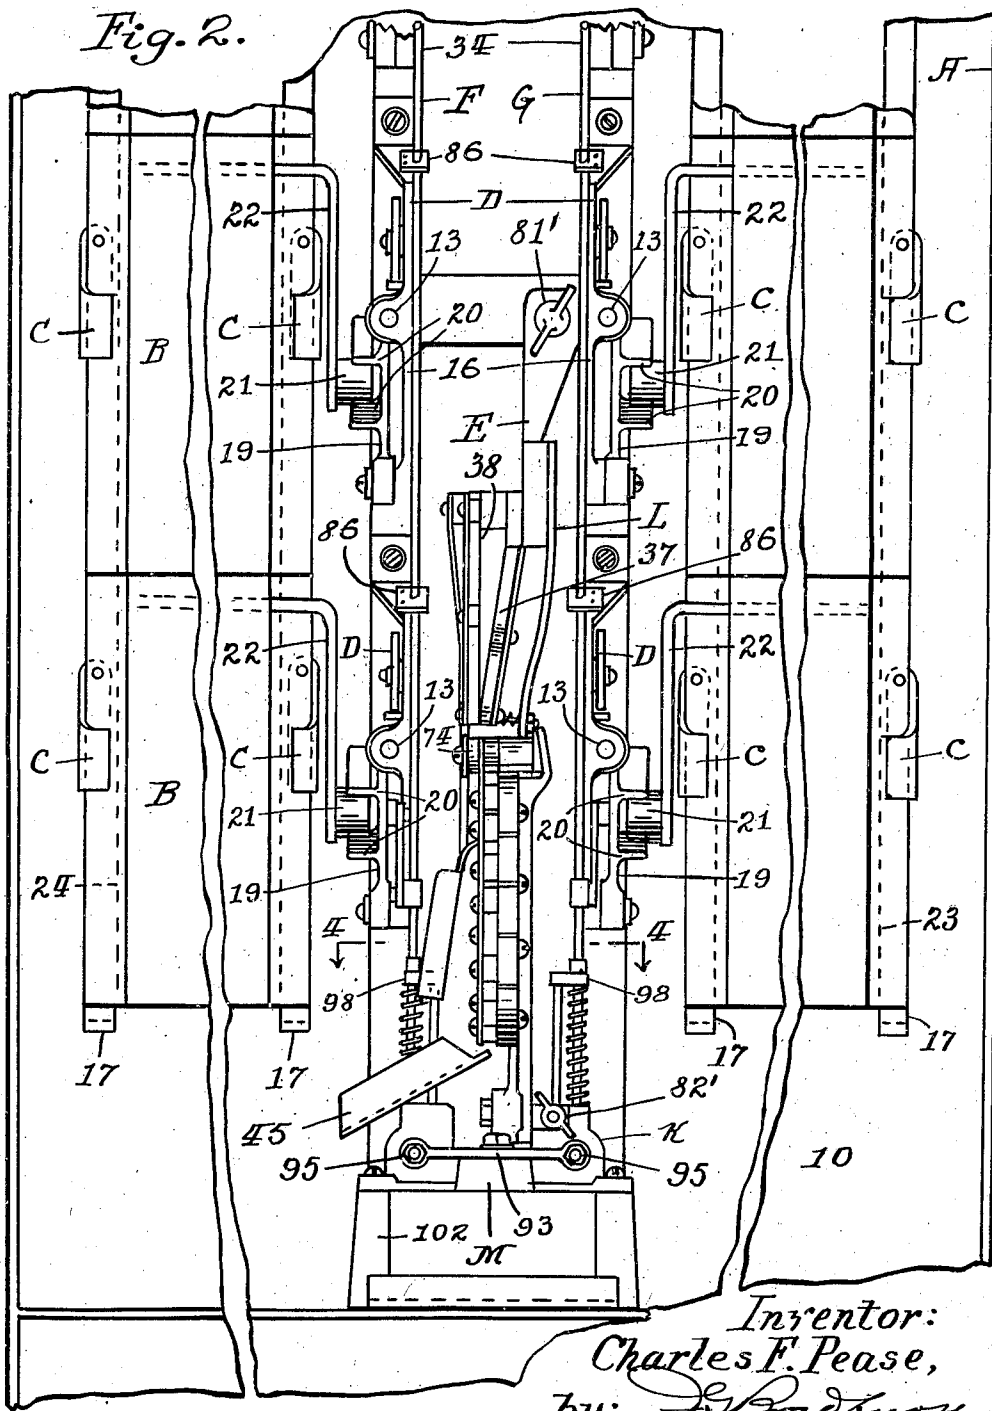 Fig. 2.
34
A
F G
86
D
22 13 81' 13 22
C B C 20 C C
21 16 21
E 20
19 38 19
86 L 86
37
22 D D 22
13 13
C C 74 C C
B 20
21 20 21
24 19 19 23
4 4
98 98
17 17 17 17
82'
45 K
95 95 10
102 93
M
Inventor:
Charles F. Pease,
by: